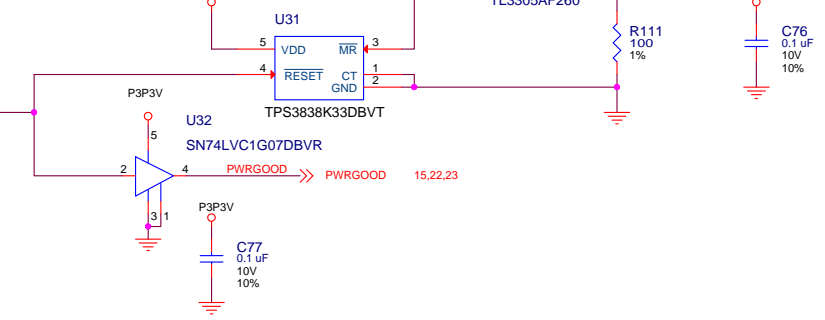 TL3305AF260
U31
5 VDD MR 3
4 RESET CT 1
GND 2
TPS3838K33DBVT
R111
100
1%
C76
0.1 uF
10V
10%
P3P3V
5
U32
SN74LVC1G07DBVR
2 4 PWRGOOD PWRGOOD 15,22,23
3 1
P3P3V
C77
0.1 uF
10V
10%